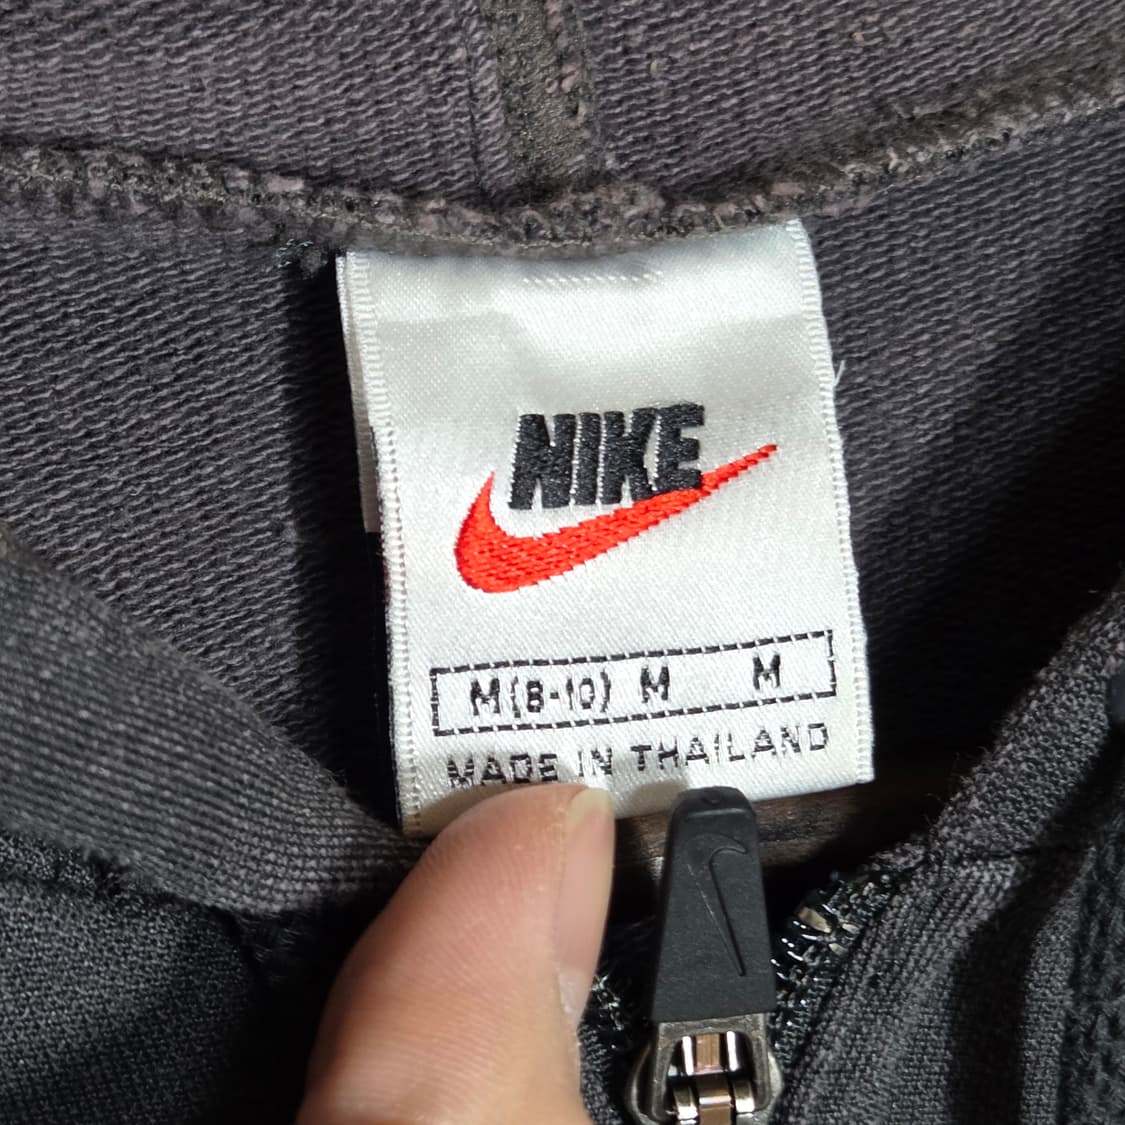 NIKE
M(8-10) M M
MADE IN THAILAND